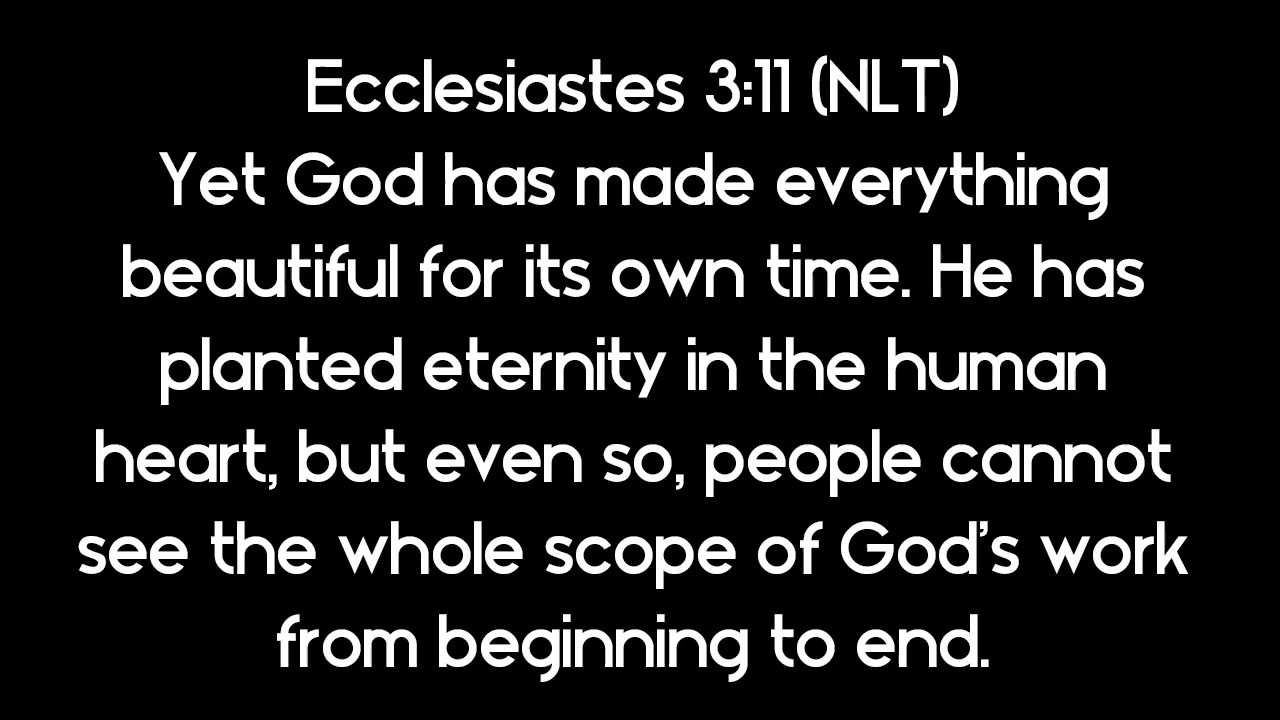 Ecclesiastes 3:11 (NLT)
Yet God has made everything
beautiful for its own time. He has
planted eternity in the human
heart, but even so, people cannot
see the whole scope of God’s work
from beginning to end.